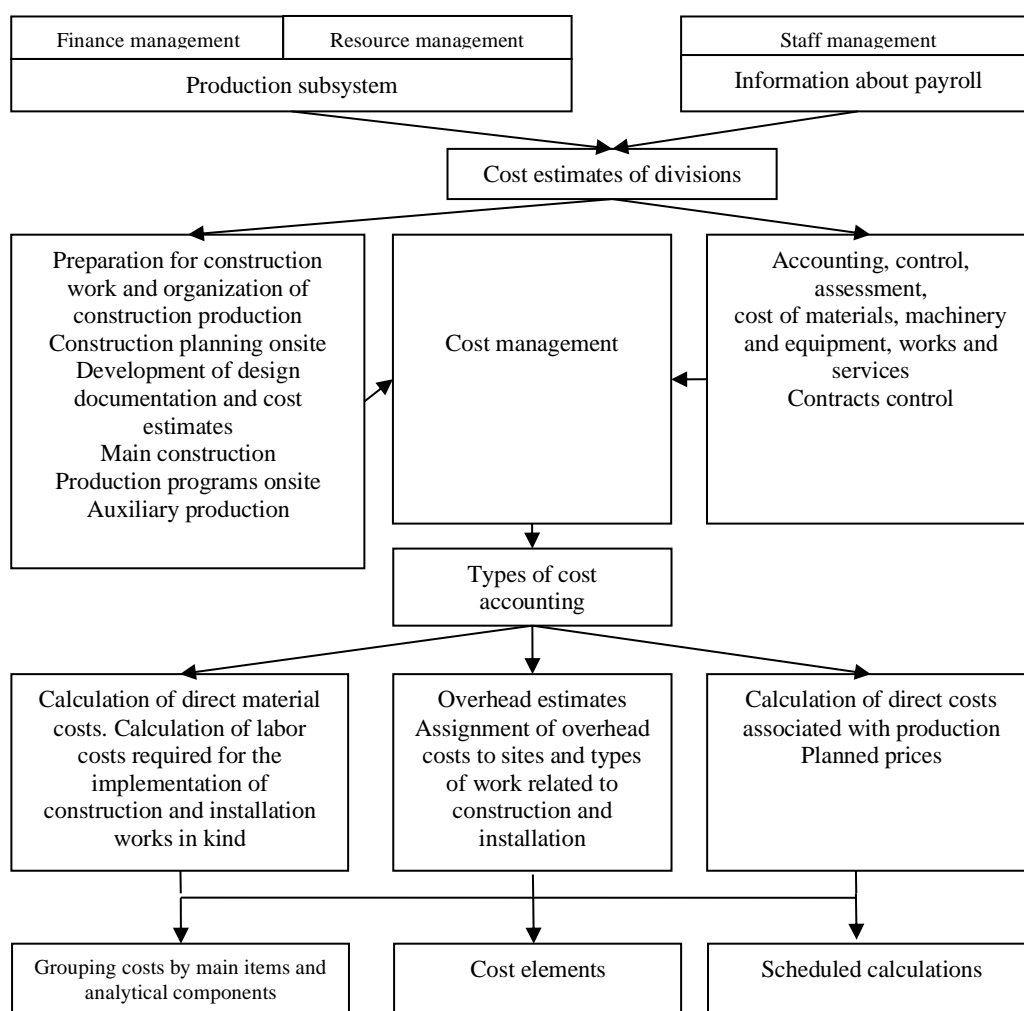 Finance management
Resource management
Staff management
Production subsystem
Information about payroll
Cost estimates of divisions
Preparation for construction
work and organization of
construction production
Construction planning onsite
Development of design
documentation and cost
estimates
Main construction
Production programs onsite
Auxiliary production
Cost management
Accounting, control,
assessment,
cost of materials, machinery
and equipment, works and
services
Contracts control
Types of cost
accounting
Calculation of direct material
costs. Calculation of labor
costs required for the
implementation of
construction and installation
works in kind
Overhead estimates
Assignment of overhead
costs to sites and types
of work related to
construction and
installation
Calculation of direct costs
associated with production
Planned prices
Grouping costs by main items and
analytical components
Cost elements
Scheduled calculations